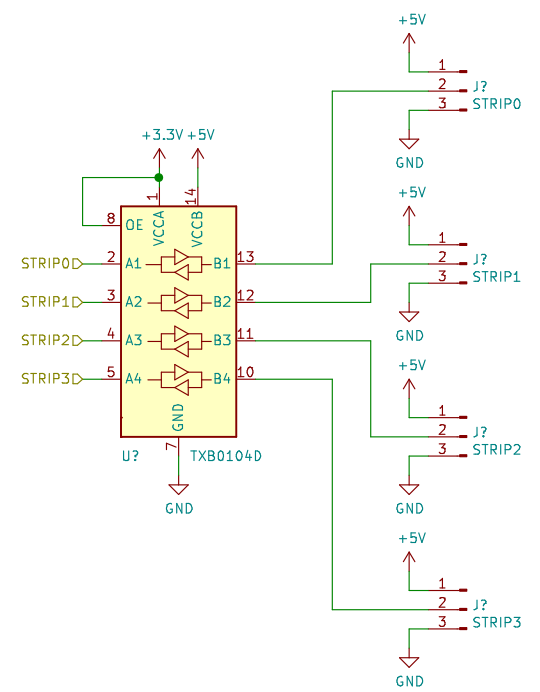 +5V
1
2
3
J?
STRIP0
GND
+3.3V
+5V
1
14
VCCA
VCCB
8
OE
STRIP0
2
A1
B1
13
STRIP1
3
A2
B2
12
STRIP2
4
A3
B3
11
STRIP3
5
A4
B4
10
GND
7
U?
TXB0104D
GND
+5V
1
2
3
J?
STRIP1
GND
+5V
1
2
3
J?
STRIP2
GND
+5V
1
2
3
J?
STRIP3
GND